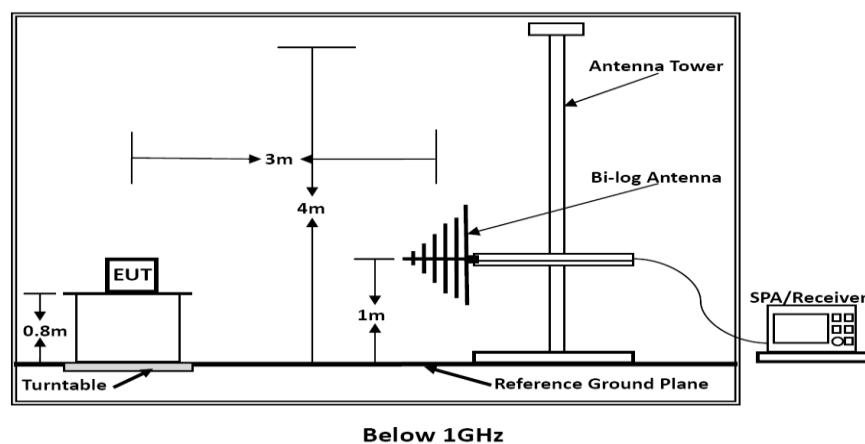 Antenna Tower
3m
Bi-log Antenna
4m
EUT
SPA/Receiver
0.8m
1m
Turntable
Reference Ground Plane
Below 1GHz